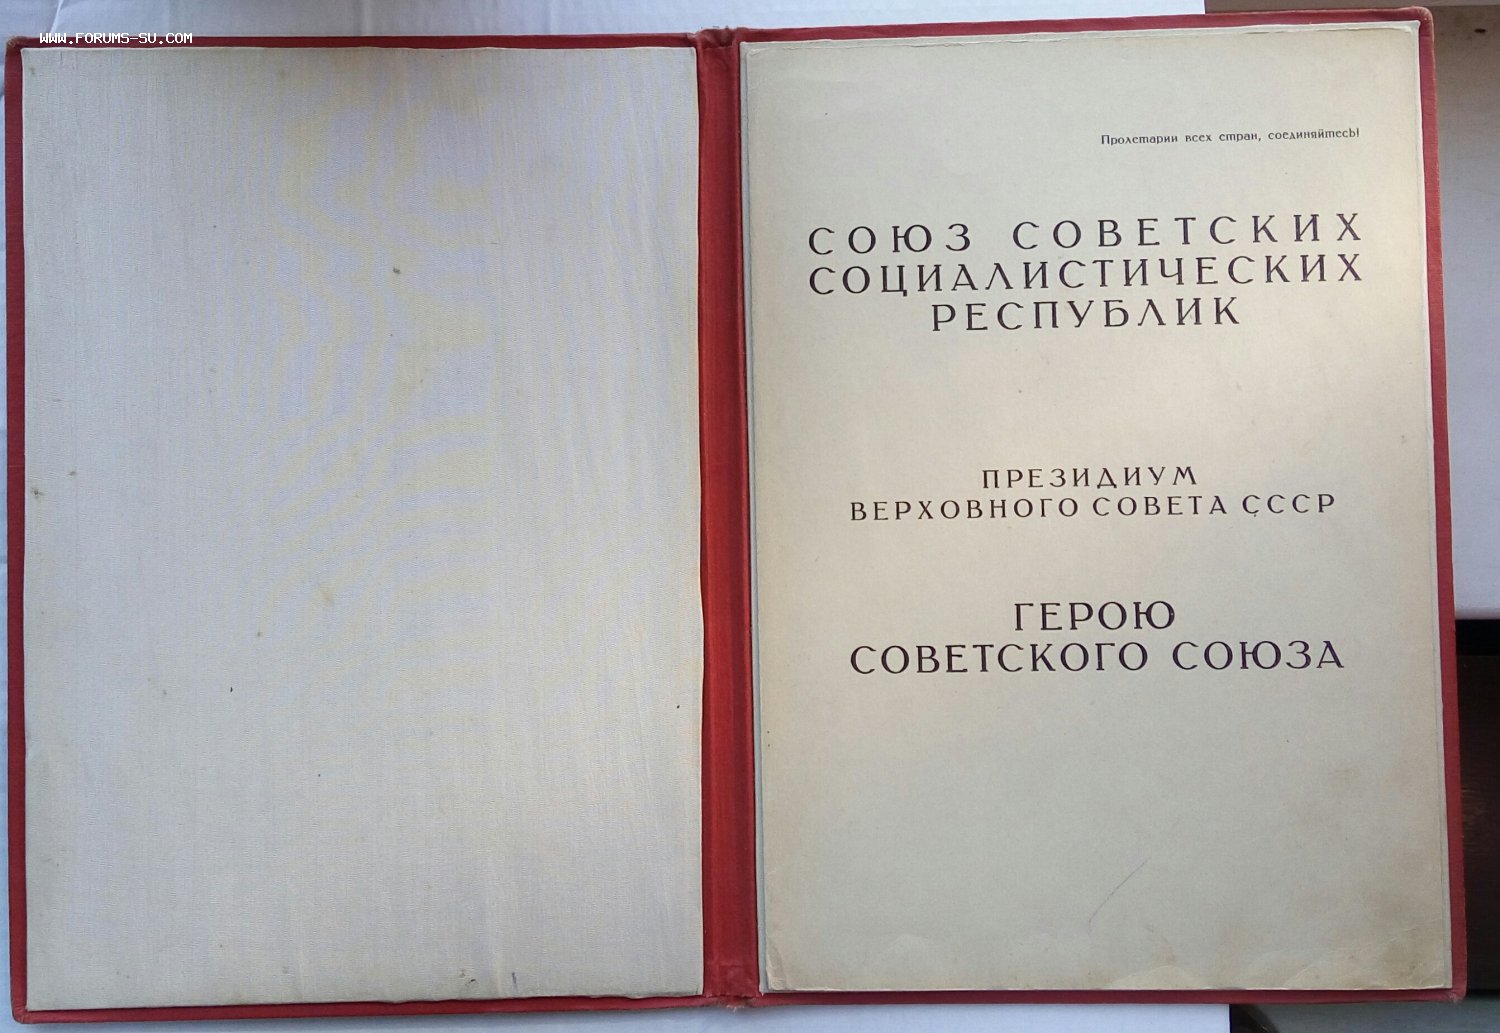 WWW.FORUMS-SU.COM
Пролетарии всех стран, соединяйтесь!
СОЮЗ СОВЕТСКИХ
СОЦИАЛИСТИЧЕСКИХ
РЕСПУБЛИК
ПРЕЗИДИУМ
ВЕРХОВНОГО СОВЕТА СССР
ГЕРОЮ
СОВЕТСКОГО СОЮЗА